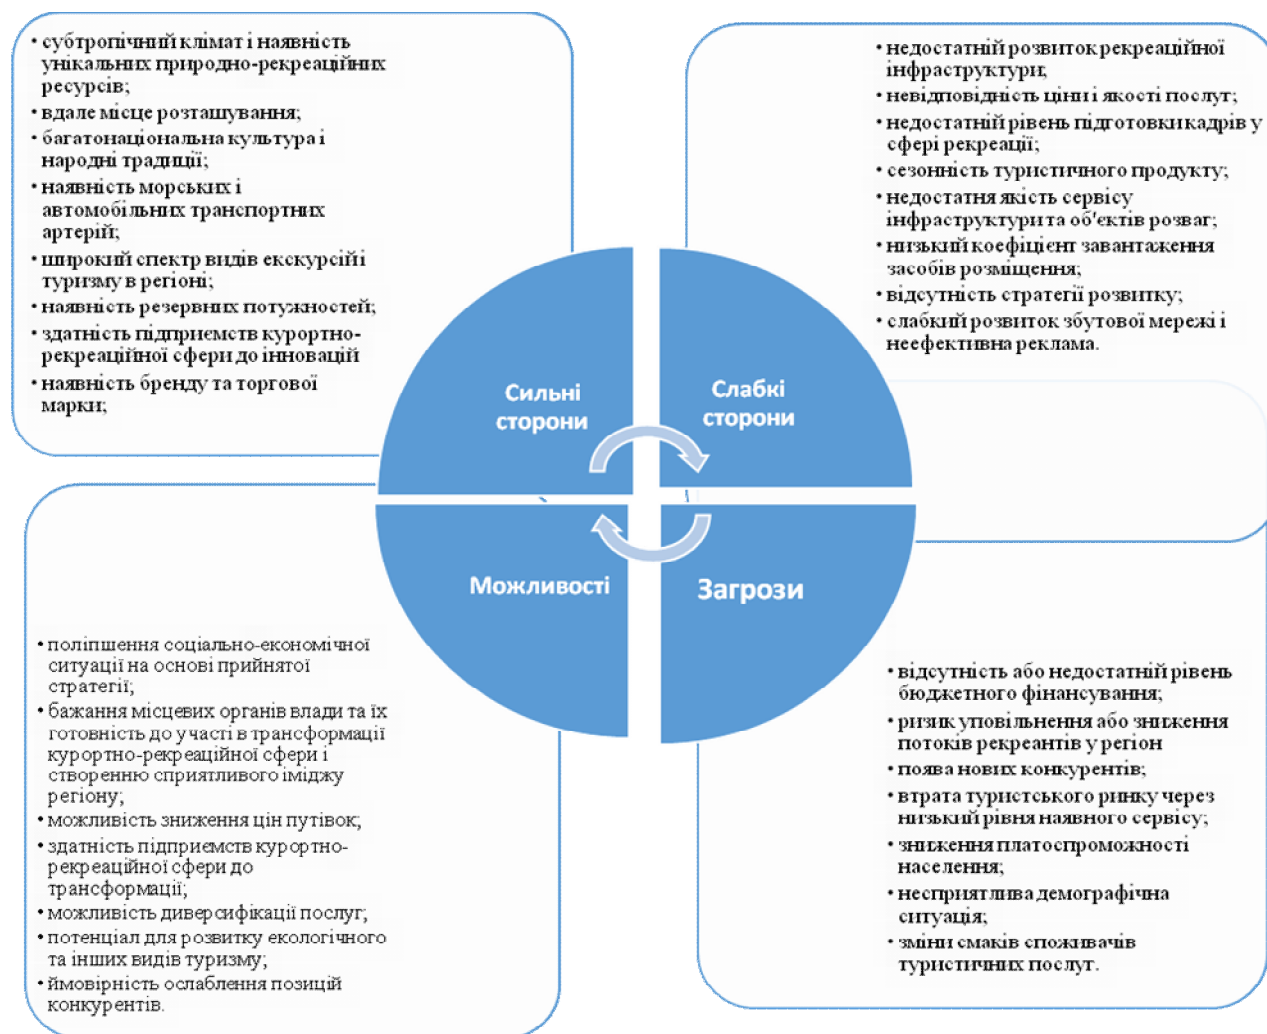 • субтропічний клімат і наявність
унікальних природно-рекреаційних
ресурсів;
• вдале місце розташування;
• багатонаціональна культура і
народні традиції;
• наявність морських і
автомобільних транспортних
артерій;
• широкий спектр видів екскурсій і
туризму в регіоні;
• наявність резервних потужностей;
• здатність підприємств курортно-
рекреаційної сфери до інновацій
• наявність бренду та торгової
марки;
• недостатній розвиток рекреаційної
інфраструктури;
• невідповідність ціни і якості послуг;
• недостатній рівень підготовки кадрів у
сфері рекреації;
• сезонність туристичного продукту;
• недостатня якість сервісу
інфраструктури та об'єктів розваг;
• низький коефіцієнт завантаження
засобів розміщення;
• відсутність стратегії розвитку;
• слабкий розвиток збутової мережі і
неефективна реклама.
Сильні
сторони
Слабкі
сторони
Можливості
Загрози
• поліпшення соціально-економічної
ситуації на основі прийнятої
стратегії;
• бажання місцевих органів влади та їх
готовність до участі в трансформації
курортно-рекреаційної сфери і
створенню сприятливого іміджу
регіону;
• можливість зниження цін путівок;
• здатність підприємств курортно-
рекреаційної сфери до
трансформації;
• можливість диверсифікації послуг;
• потенціал для розвитку екологічного
та інших видів туризму;
• ймовірність ослаблення позицій
конкурентів.
• відсутність або недостатній рівень
бюджетного фінансування;
• ризик уповільнення або зниження
потоків рекреантів у регіон
• поява нових конкурентів;
• втрата туристського ринку через
низький рівня наявного сервісу;
• зниження платоспроможності
населення;
• несприятлива демографічна
ситуація;
• зміни смаків споживачів
туристичних послуг.